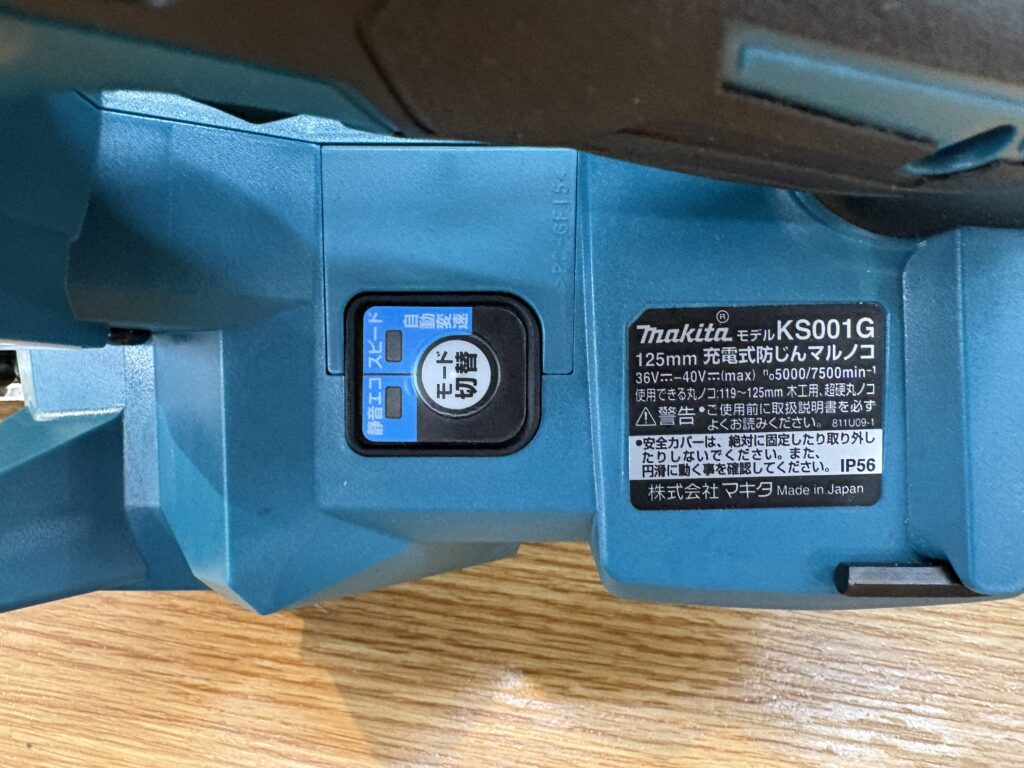 >PC-GF15<
自動変速
スピード
静音エコ
モード
切替
makita® モデル KS001G
125mm 充電式防じんマルノコ
36V⎓-40V⎓(max) n₀5000/7500min⁻¹
使用できる丸ノコ:119〜125mm 木工用、超硬丸ノコ
⚠警告 •ご使用前に取扱説明書を必ず
よくお読みください。 811U09-1
•安全カバーは、絶対に固定したり取り外し
たりしないでください。また、
円滑に動く事を確認してください。 IP56
株式会社 マキタ Made in Japan